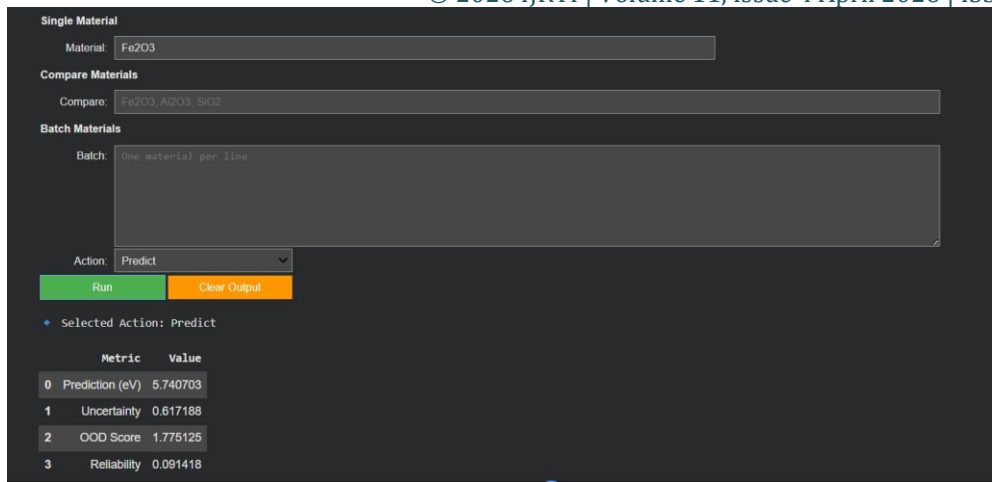 Single Material
Material: Fe2O3
Compare Materials
Compare: Fe2O3, Al2O3, SiO2
Batch Materials
Batch: One material per line
Action: Predict
Run Clear Output
Selected Action: Predict
Metric Value
0 Prediction (eV) 5.740703
1 Uncertainty 0.617188
2 OOD Score 1.775125
3 Reliability 0.091418